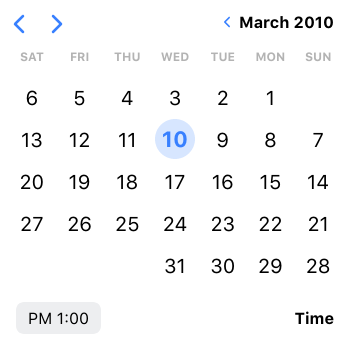 March 2010
SAT FRI THU WED TUE MON SUN
6 5 4 3 2 1
13 12 11 10 9 8 7
20 19 18 17 16 15 14
27 26 25 24 23 22 21
31 30 29 28
PM 1:00 Time